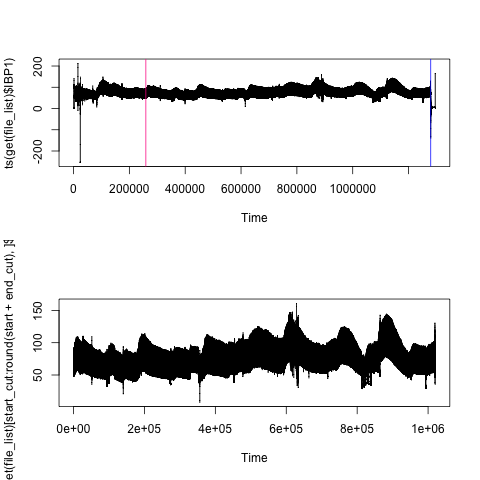 ts(get(file_list)$IBP1)
200
0
-200
0 200000 400000 600000 800000 1000000
Time
et(file_list)[start_cut:round(start + end_cut), ]$
150
100
50
0e+00 2e+05 4e+05 6e+05 8e+05 1e+06
Time